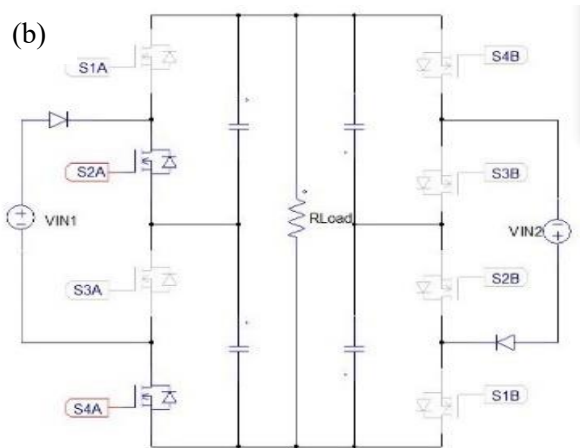 (b)
S1A
S4B
S2A
S3B
VIN1
RLoad
VIN2
S3A
S2B
S4A
S1B